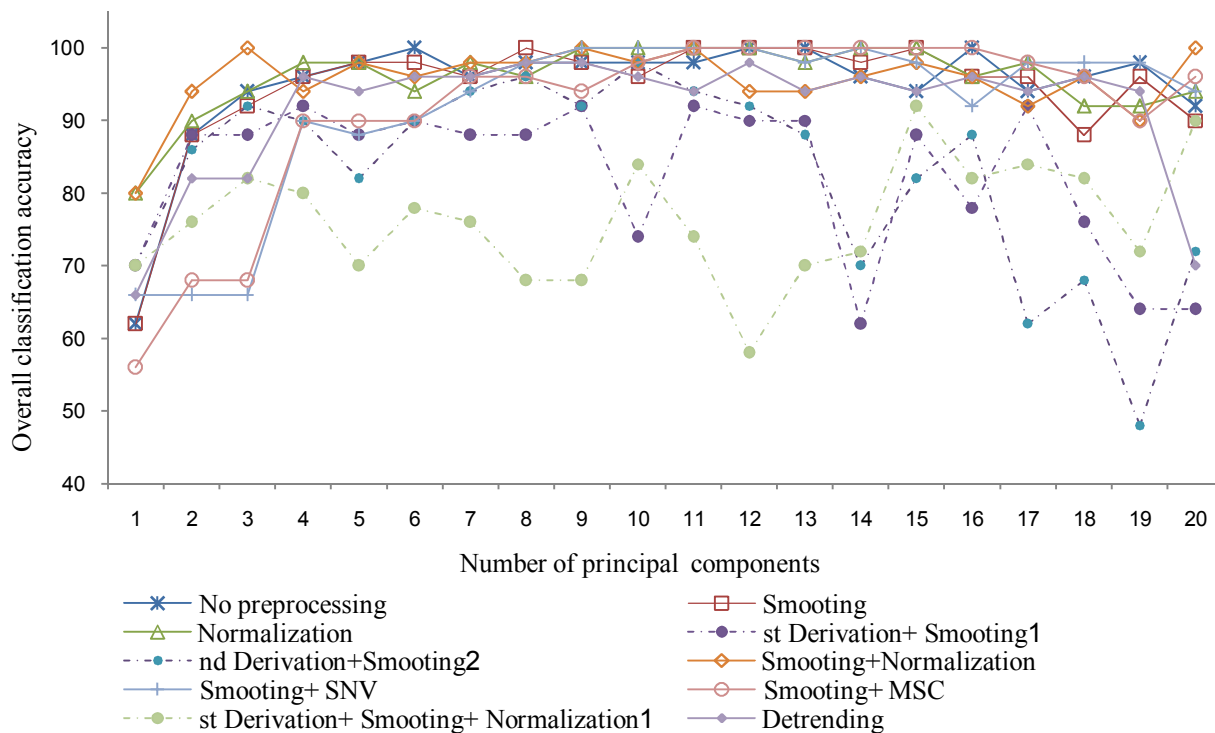 Overall classification accuracy
100
90
80
70
60
50
40
1 2 3 4 5 6 7 8 9 10 11 12 13 14 15 16 17 18 19 20
Number of principal components
No preprocessing
Smooting
Normalization
st Derivation+ Smooting1
nd Derivation+Smooting2
Smooting+Normalization
Smooting+ SNV
Smooting+ MSC
st Derivation+ Smooting+ Normalization1
Detrending